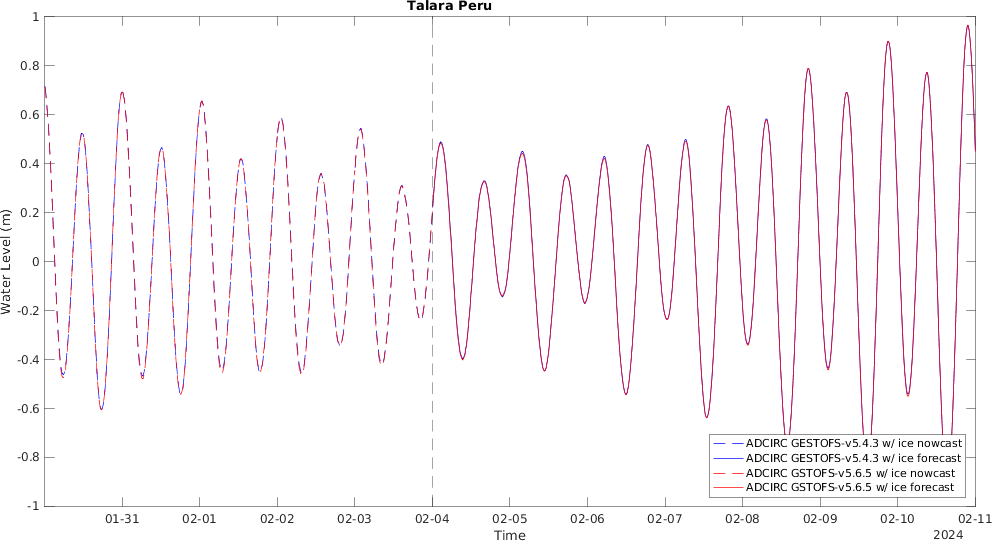 Talara Peru
1
0.8
0.6
0.4
0.2
0
-0.2
-0.4
-0.6
-0.8
-1
Water Level (m)
ADCIRC GESTOFS-v5.4.3 w/ ice nowcast
ADCIRC GESTOFS-v5.4.3 w/ ice forecast
ADCIRC GSTOFS-v5.6.5 w/ ice nowcast
ADCIRC GSTOFS-v5.6.5 w/ ice forecast
01-31 02-01 02-02 02-03 02-04 02-05 02-06 02-07 02-08 02-09 02-10 02-11
Time
2024